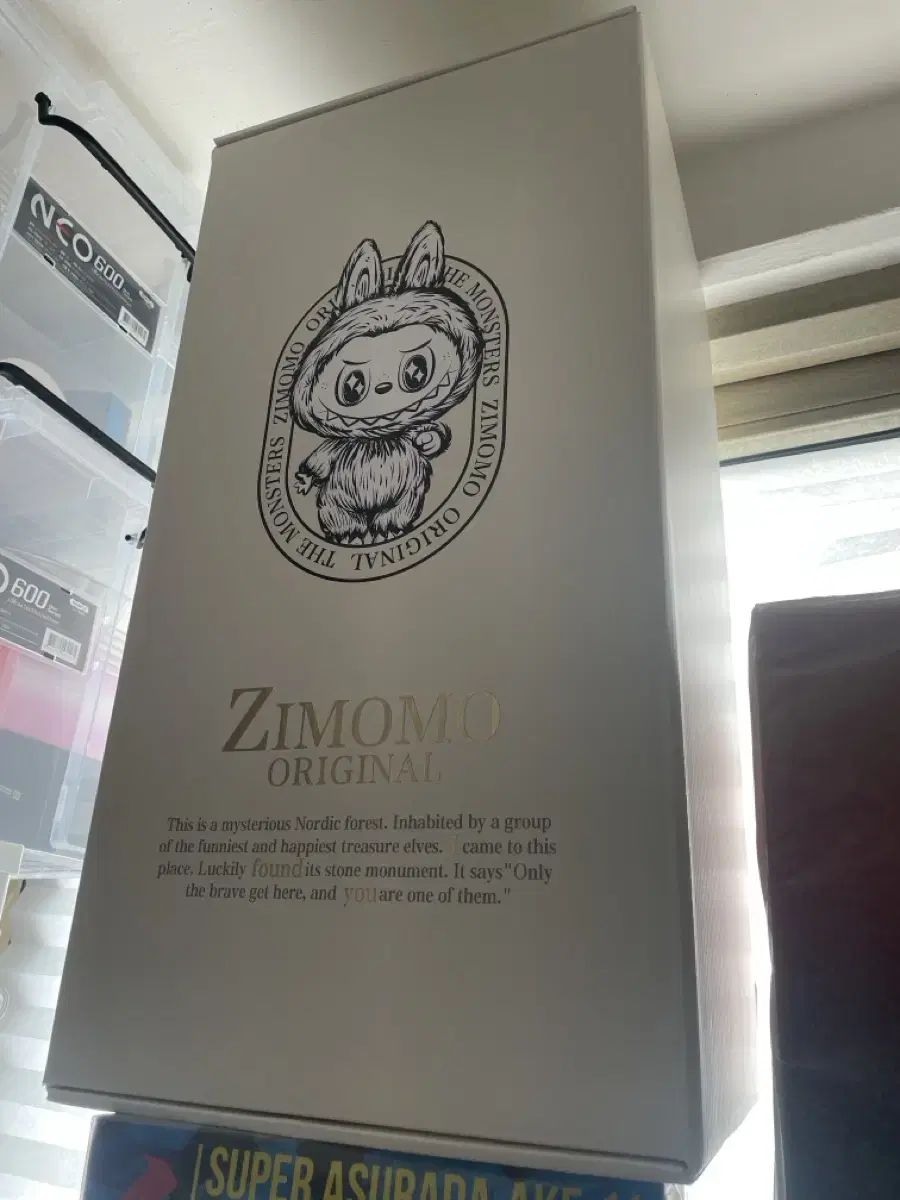 NEO 600
600
THE MONSTERS ZIMOMO ORIGINAL THE MONSTERS ZIMOMO
ZIMOMO
ORIGINAL
This is a mysterious Nordic forest. Inhabited by a group
of the funniest and happiest treasure elves. I came to this
place. Luckily found its stone monument. It says "Only
the brave get here, and you are one of them."
SUPER ASURADA AKF